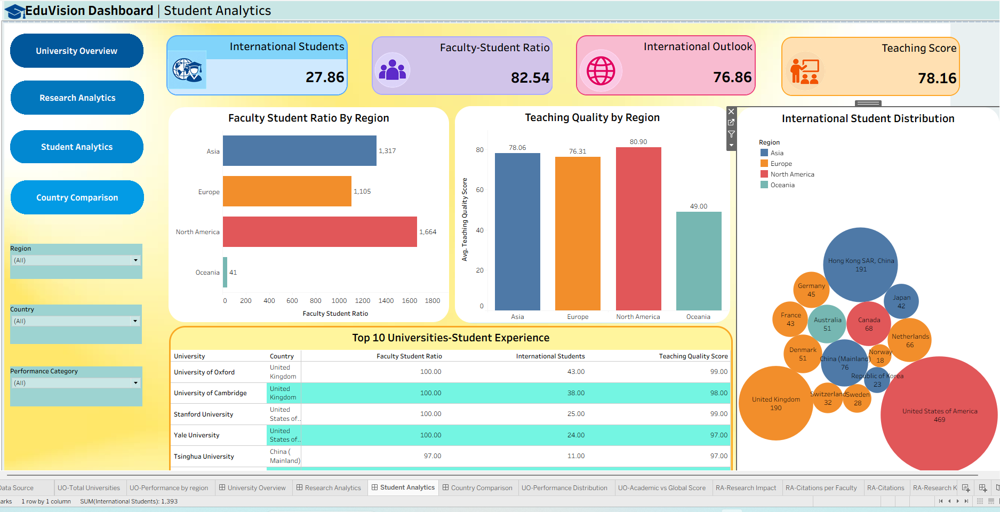 EduVision Dashboard | Student Analytics
University Overview
Research Analytics
Student Analytics
Country Comparison
Region
(All)
Country
(All)
Performance Category
(All)
International Students
27.86
Faculty-Student Ratio
82.54
International Outlook
76.86
Teaching Score
78.16
Faculty Student Ratio By Region
Asia
1,317
Europe
1,105
North America
1,664
Oceania
41
0 200 400 600 800 1000 1200 1400 1600 1800
Faculty Student Ratio
Teaching Quality by Region
Avg. Teaching Quality Score
80
60
40
20
0
78.06
76.31
80.90
49.00
Asia Europe North America Oceania
International Student Distribution
Region
Asia
Europe
North America
Oceania
Hong Kong SAR, China
191
Germany
45
Japan
42
France
43
Australia
51
Canada
68
Netherlands
66
Denmark
51
China (Mainland)
76
Norway
18
Republic of Korea
23
United Kingdom
190
Switzerland
32
Sweden
28
United States of America
469
Top 10 Universities-Student Experience
University Country Faculty Student Ratio International Students Teaching Quality Score
University of Oxford United Kingdom 100.00 43.00 99.00
University of Cambridge United Kingdom 100.00 38.00 98.00
Stanford University United States of.. 100.00 25.00 99.00
Yale University United States of.. 100.00 24.00 97.00
Tsinghua University China ( Mainland) 97.00 11.00 97.00
Data Source UO-Total Universities UO-Performance by region University Overview Research Analytics Student Analytics Country Comparison UO-Performance Distribution UO-Academic vs Global Score RA-Research Impact RA-Citations per Faculty RA-Citations RA-Research K
arks 1 row by 1 column SUM(International Students): 1,393